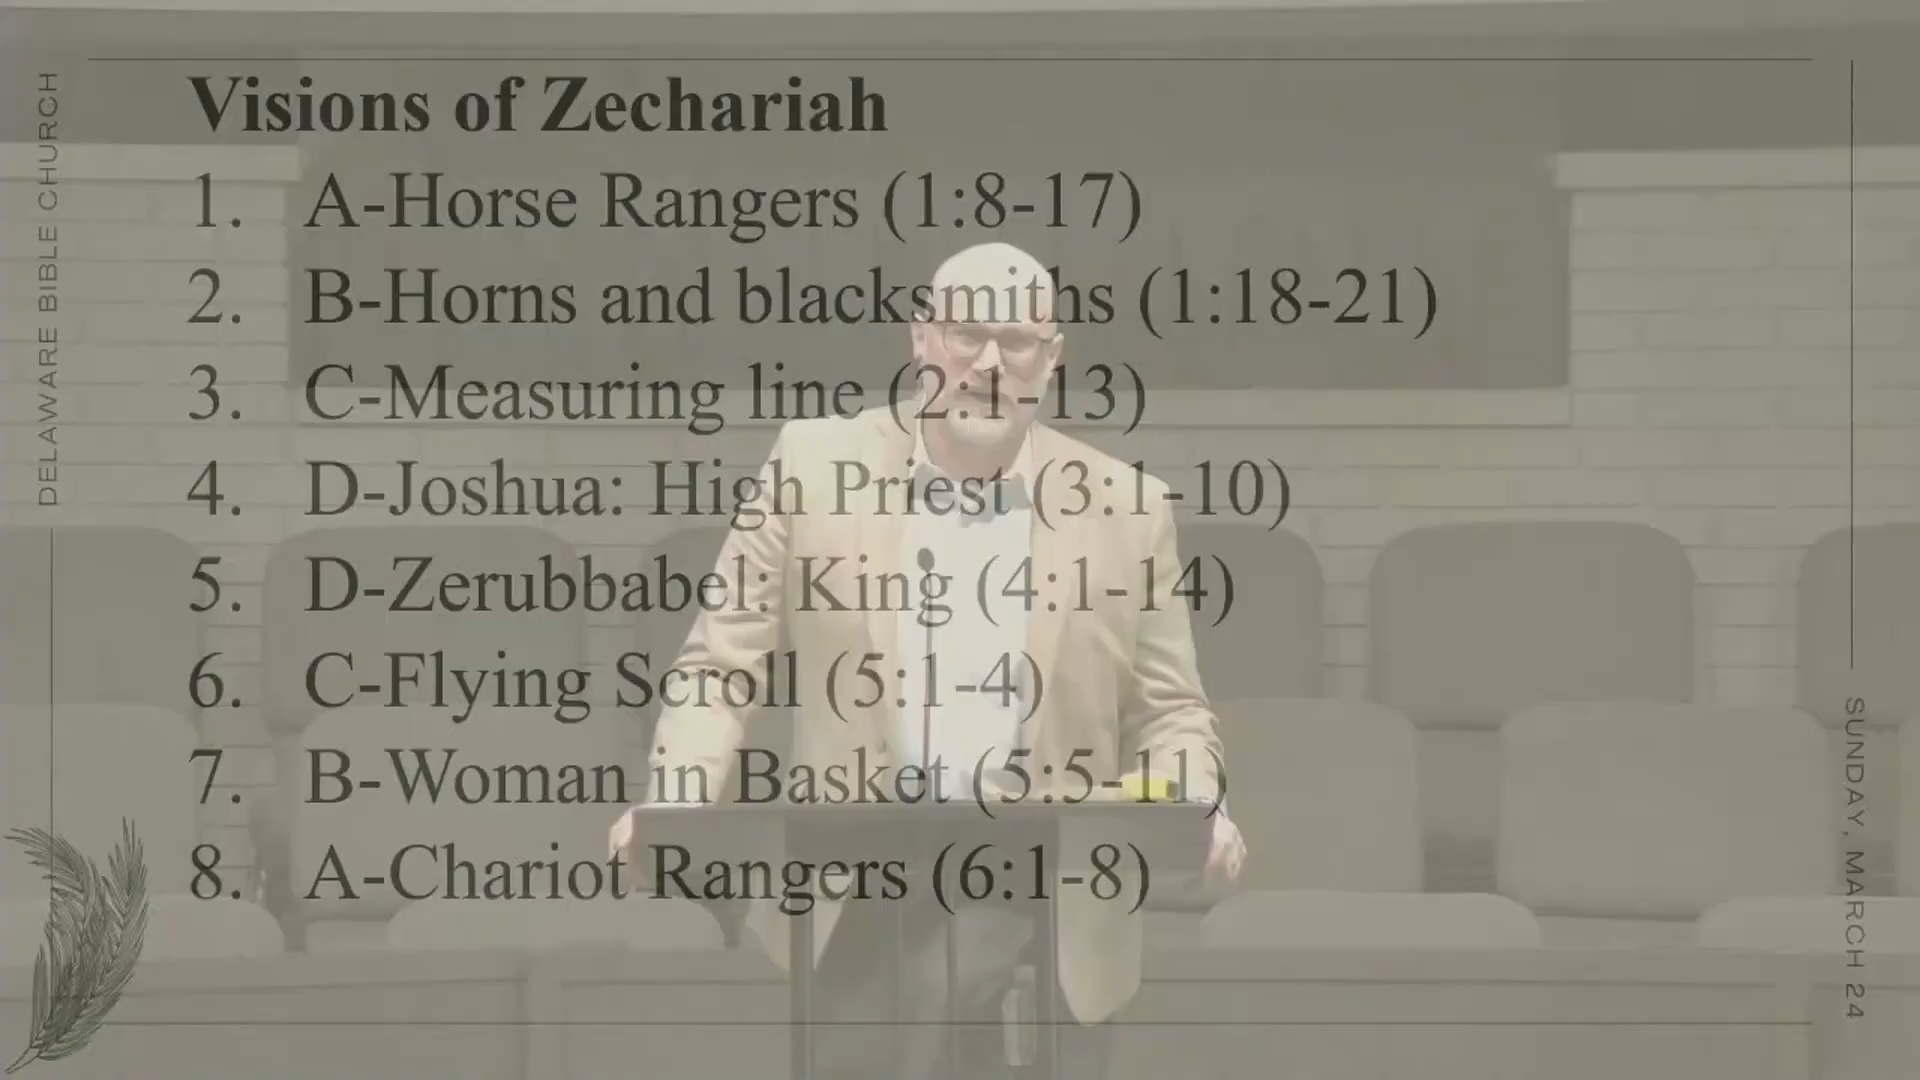 DELAWARE BIBLE CHURCH
Visions of Zechariah
1. A-Horse Rangers (1:8-17)
2. B-Horns and blacksmiths (1:18-21)
3. C-Measuring line (2:1-13)
4. D-Joshua: High Priest (3:1-10)
5. D-Zerubbabel: King (4:1-14)
6. C-Flying Scroll (5:1-4)
7. B-Woman in Basket (5:5-11)
8. A-Chariot Rangers (6:1-8)
SUNDAY, MARCH 24